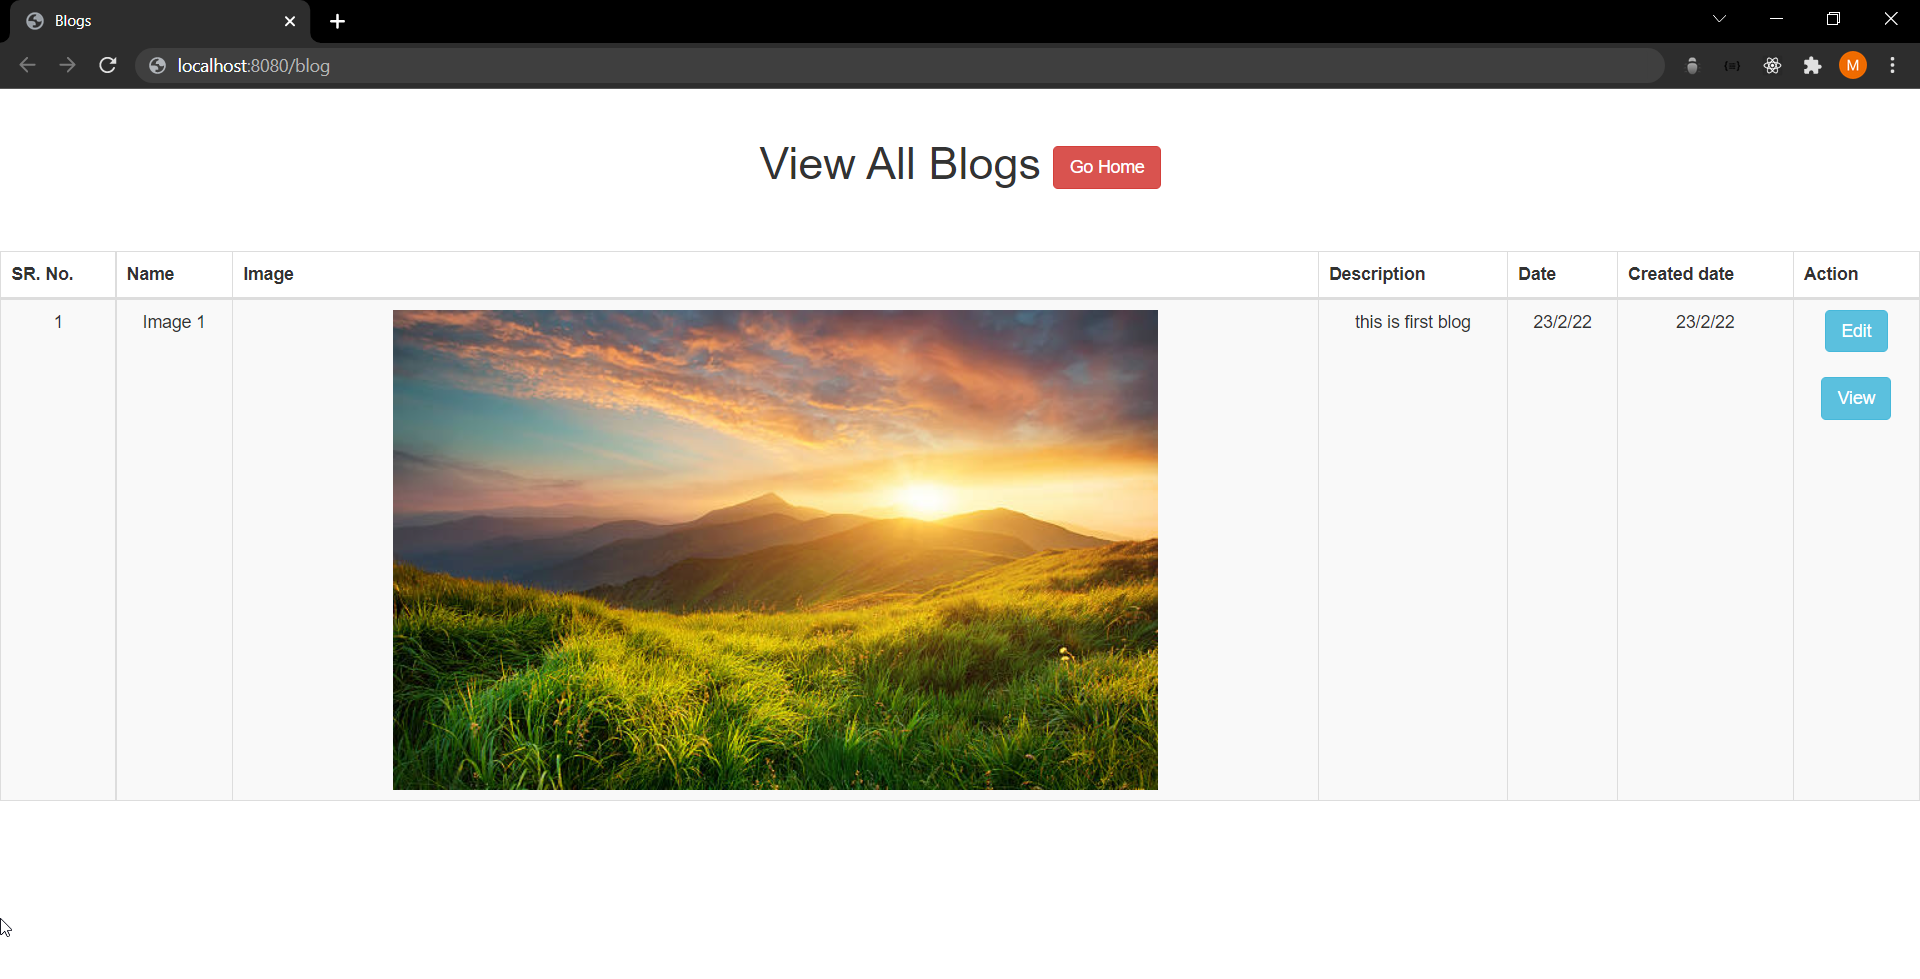 Blogs
localhost:8080/blog
M
View All Blogs Go Home
SR. No. Name Image Description Date Created date Action
1 Image 1 this is first blog 23/2/22 23/2/22 Edit
View